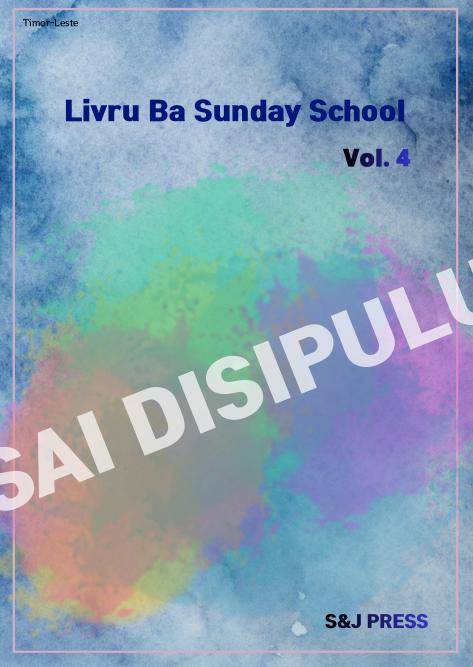 Timor-Leste
Livru Ba Sunday School
Vol. 4
SAI DISIPULU
S&J PRESS